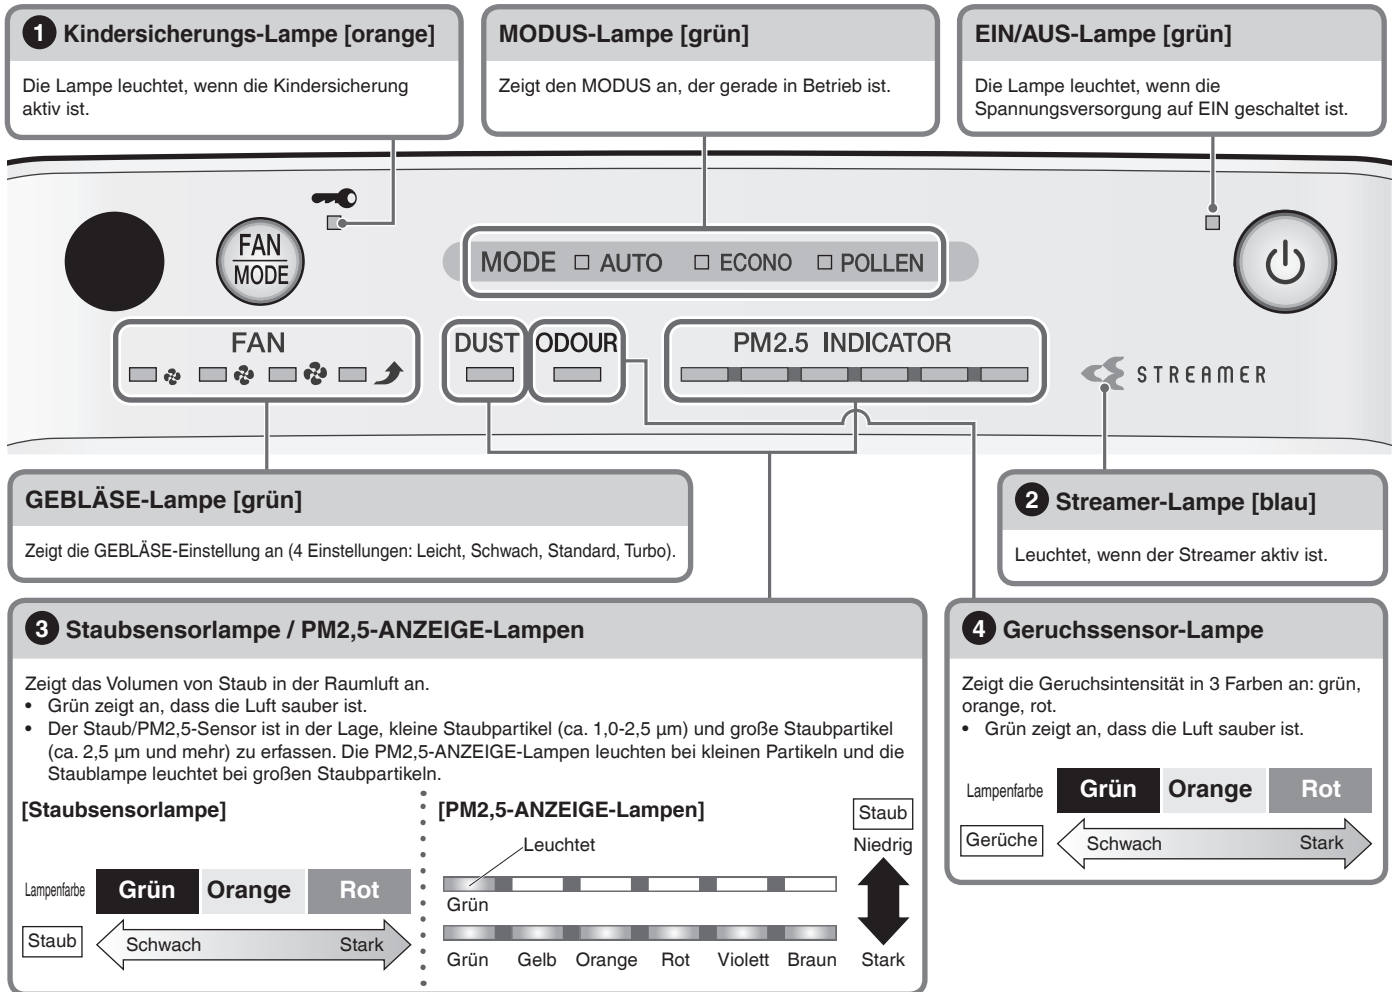 1 Kindersicherungs-Lampe [orange]
Die Lampe leuchtet, wenn die Kindersicherung
aktiv ist.
MODUS-Lampe [grün]
Zeigt den MODUS an, der gerade in Betrieb ist.
EIN/AUS-Lampe [grün]
Die Lampe leuchtet, wenn die
Spannungsversorgung auf EIN geschaltet ist.
FAN
MODE
MODE AUTO ECONO POLLEN
FAN
DUST
ODOUR
PM2.5 INDICATOR
STREAMER
GEBLÄSE-Lampe [grün]
Zeigt die GEBLÄSE-Einstellung an (4 Einstellungen: Leicht, Schwach, Standard, Turbo).
2 Streamer-Lampe [blau]
Leuchtet, wenn der Streamer aktiv ist.
3 Staubsensorlampe / PM2,5-ANZEIGE-Lampen
Zeigt das Volumen von Staub in der Raumluft an.
• Grün zeigt an, dass die Luft sauber ist.
• Der Staub/PM2,5-Sensor ist in der Lage, kleine Staubpartikel (ca. 1,0-2,5 µm) und große Staubpartikel
(ca. 2,5 µm und mehr) zu erfassen. Die PM2,5-ANZEIGE-Lampen leuchten bei kleinen Partikeln und die
Staublampe leuchtet bei großen Staubpartikeln.
[Staubsensorlampe]
Lampenfarbe Grün Orange Rot
Staub Schwach Stark
[PM2,5-ANZEIGE-Lampen]
Leuchtet
Grün
Grün Gelb Orange Rot Violett Braun
Staub
Niedrig
Stark
4 Geruchssensor-Lampe
Zeigt die Geruchsintensität in 3 Farben an: grün,
orange, rot.
• Grün zeigt an, dass die Luft sauber ist.
Lampenfarbe Grün Orange Rot
Gerüche Schwach Stark